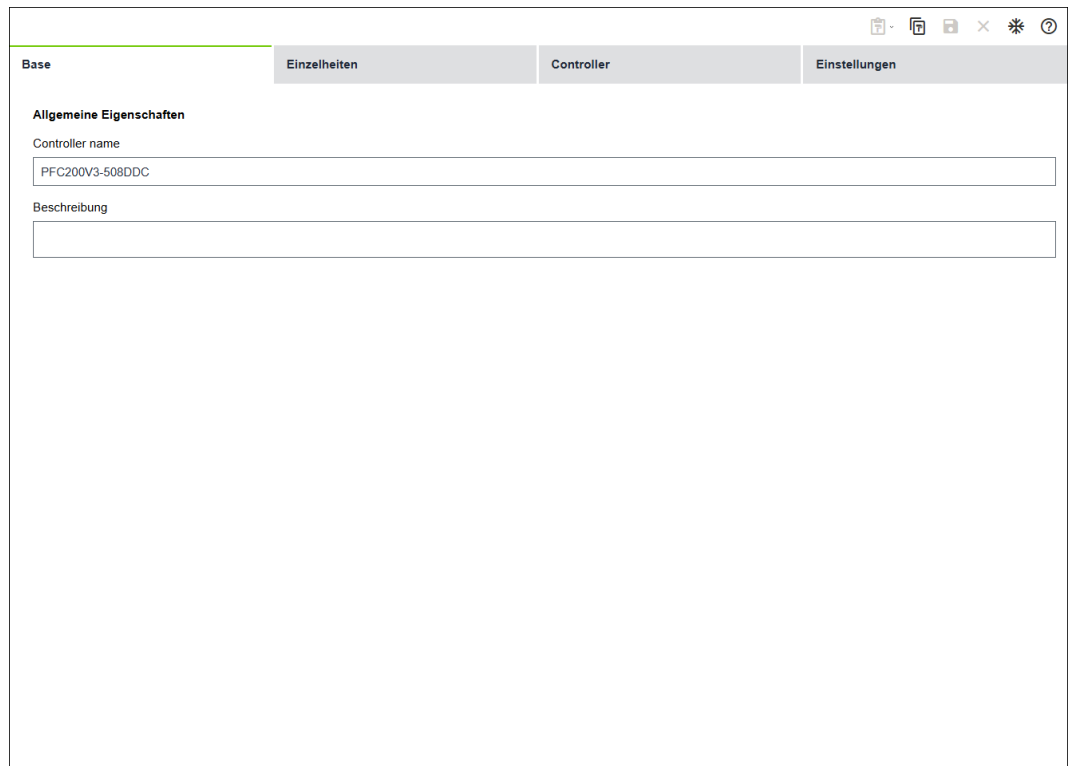 Base
Einzelheiten
Controller
Einstellungen
Allgemeine Eigenschaften
Controller name
PFC200V3-508DDC
Beschreibung